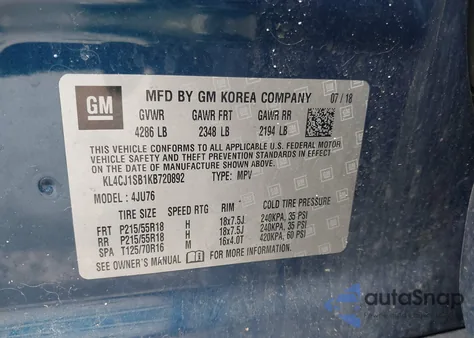 GM
MFD BY GM KOREA COMPANY 07/18
GVWR GAWR FRT GAWR RR
4286 LB 2348 LB 2194 LB
THIS VEHICLE CONFORMS TO ALL APPLICABLE U.S. FEDERAL MOTOR
VEHICLE SAFETY AND THEFT PREVENTION STANDARDS IN EFFECT ON
THE DATE OF MANUFACTURE SHOWN ABOVE.
KL4CJ1SB1KB720892 TYPE: MPV
MODEL: 4JU76
TIRE SIZE SPEED RTG RIM COLD TIRE PRESSURE
FRT P215/55R18 H 18x7.5J 240KPA, 35 PSI
RR P215/55R18 H 18x7.5J 240KPA, 35 PSI
SPA T125/70R16 M 16x4.0T 420KPA, 60 PSI
SEE OWNER'S MANUAL FOR MORE INFORMATION.
autoSnap